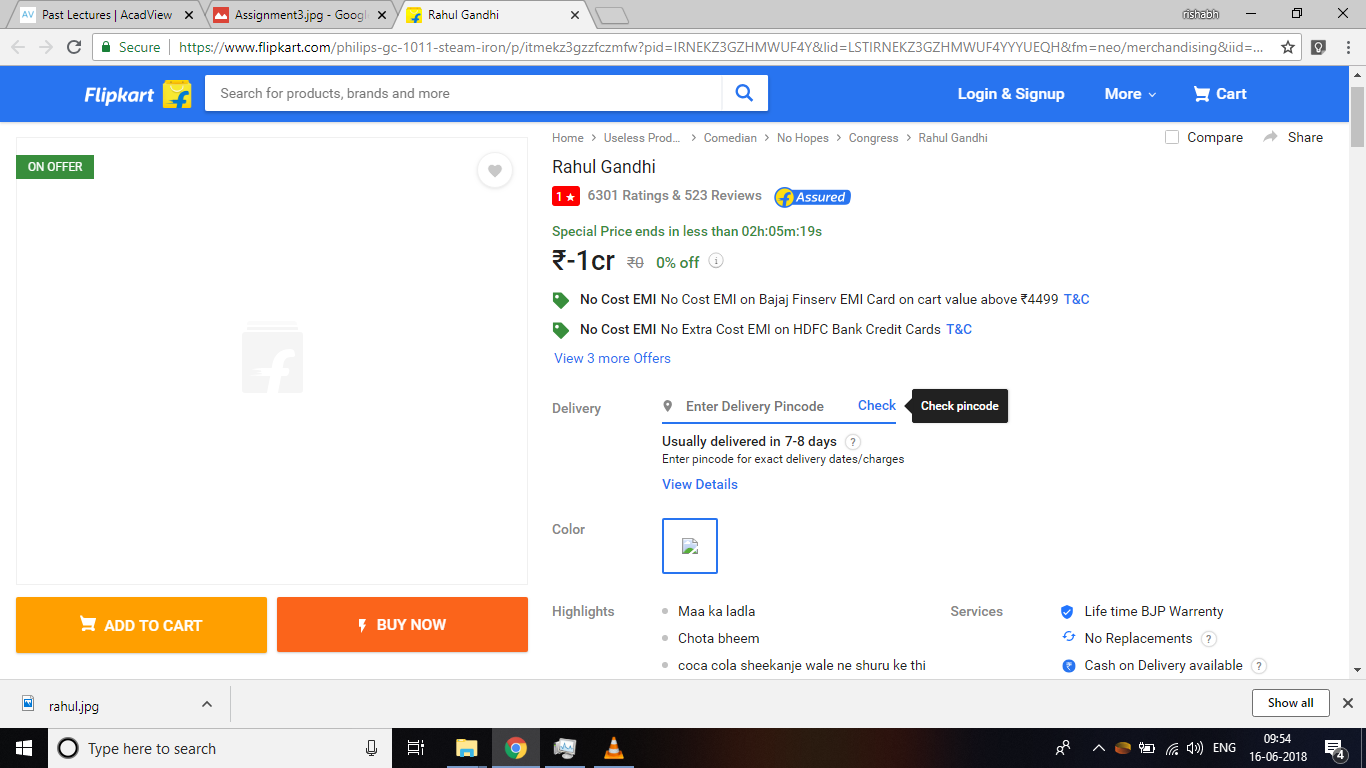 Past Lectures | AcadView
Assignment3.jpg - Googl
Rahul Gandhi
rishabh
Secure
https://www.flipkart.com/philips-gc-1011-steam-iron/p/itmekz3gzzfczmfw?pid=IRNEKZ3GZHMWUF4Y&lid=LSTIRNEKZ3GZHMWUF4YYYUEQH&fm=neo/merchandising&iid=...
Flipkart
Search for products, brands and more
Login & Signup
More
Cart
Home > Useless Prod... > Comedian > No Hopes > Congress > Rahul Gandhi
Compare
Share
ON OFFER
Rahul Gandhi
1 ★ 6301 Ratings & 523 Reviews Assured
Special Price ends in less than 02h:05m:19s
₹-1cr ₹0 0% off
No Cost EMI No Cost EMI on Bajaj Finserv EMI Card on cart value above ₹4499 T&C
No Cost EMI No Extra Cost EMI on HDFC Bank Credit Cards T&C
View 3 more Offers
Delivery
Enter Delivery Pincode
Check
Check pincode
Usually delivered in 7-8 days ?
Enter pincode for exact delivery dates/charges
View Details
Color
ADD TO CART
BUY NOW
Highlights
Maa ka ladla
Chota bheem
coca cola sheekanje wale ne shuru ke thi
Services
Life time BJP Warrenty
No Replacements ?
Cash on Delivery available ?
rahul.jpg
Show all
Type here to search
ENG
09:54
16-06-2018
4